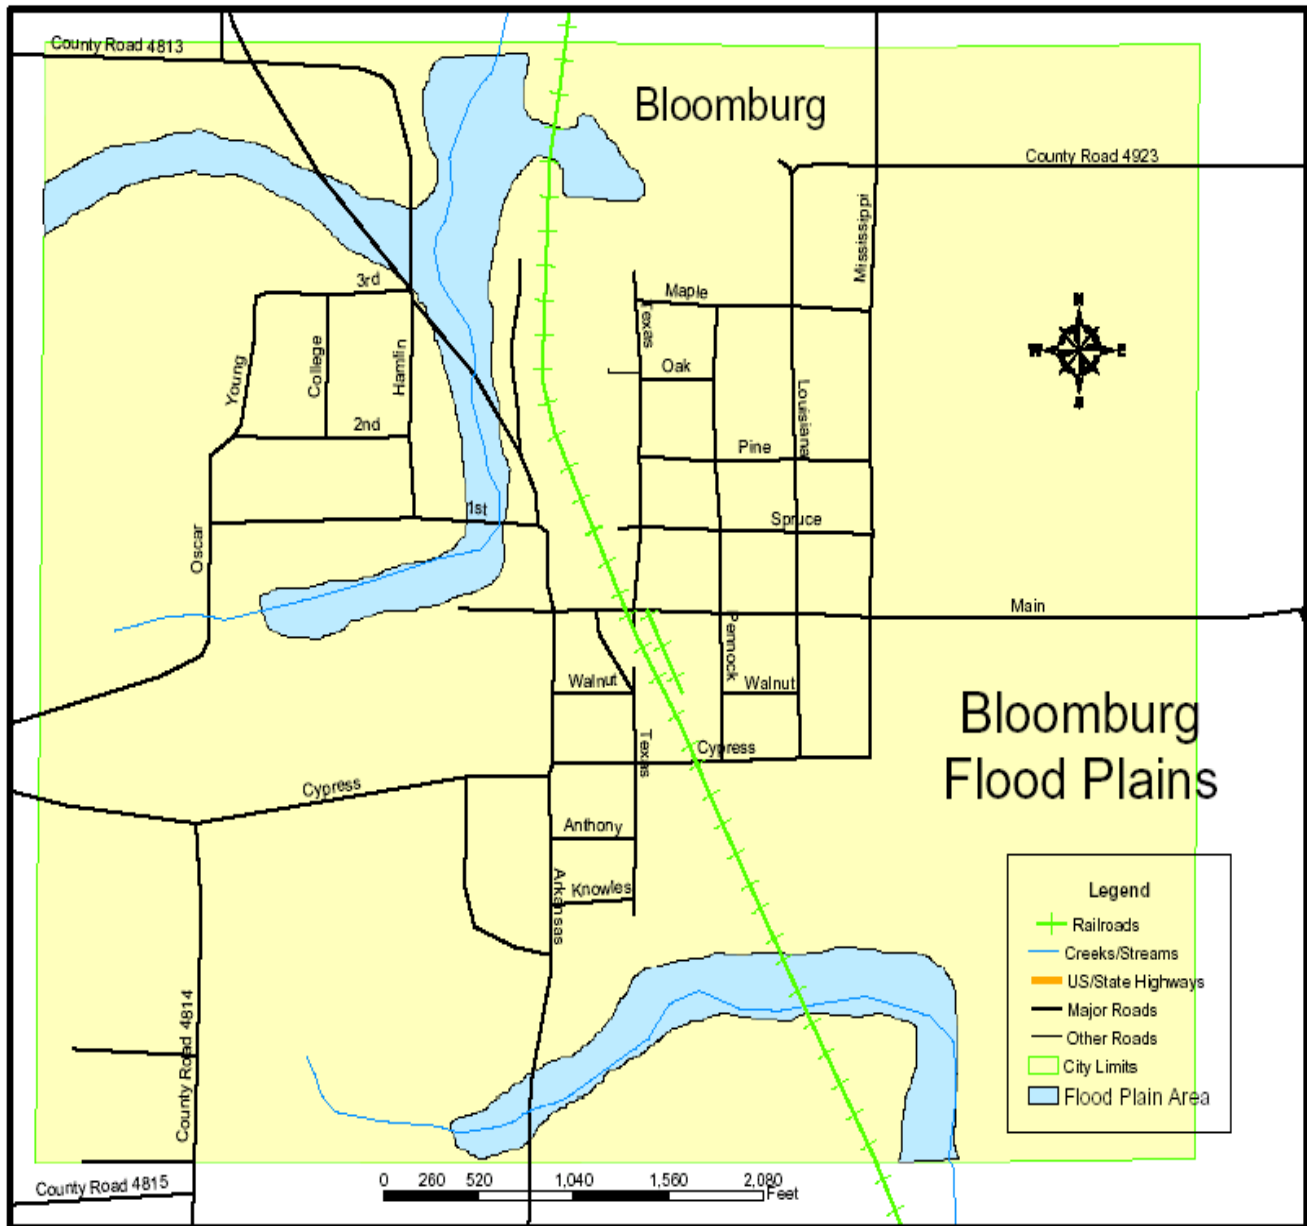 County Road 4813
Bloomburg
County Road 4923
Mississippi
3rd
Maple
Texas
N
W E
S
Young
College
Hamlin
Oak
Louisiana
2nd
Pine
1st
Spruce
Oscar
Main
Pennock
Walnut
Walnut
Bloomburg
Flood Plains
Texas
Cypress
Cypress
Anthony
Knowles
Arkansas
Legend
Railroads
Creeks/Streams
US/State Highways
Major Roads
Other Roads
City Limits
Flood Plain Area
County Road 4814
County Road 4815
0 260 520 1,040 1,560 2,080
Feet